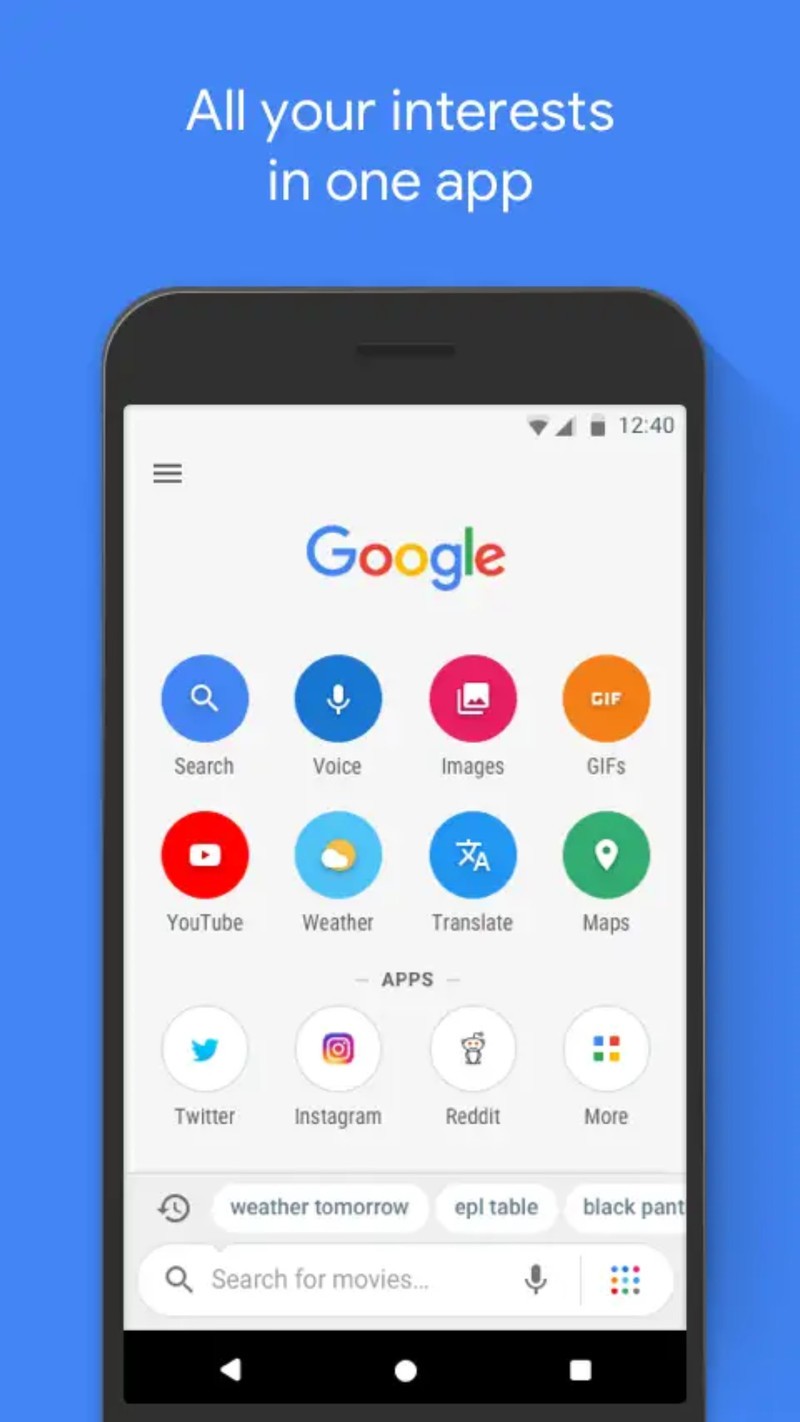 All your interests
in one app
12:40
Google
GIF
Search Voice Images GIFs
YouTube Weather Translate Maps
APPS
Twitter Instagram Reddit More
weather tomorrow epl table black pant
Search for movies...